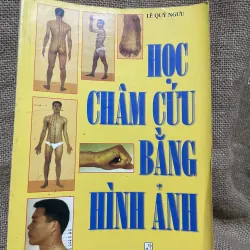 LÊ QUÝ NGƯU
HỌC
CHÂM CỨU
BẰNG
HÌNH ẢNH